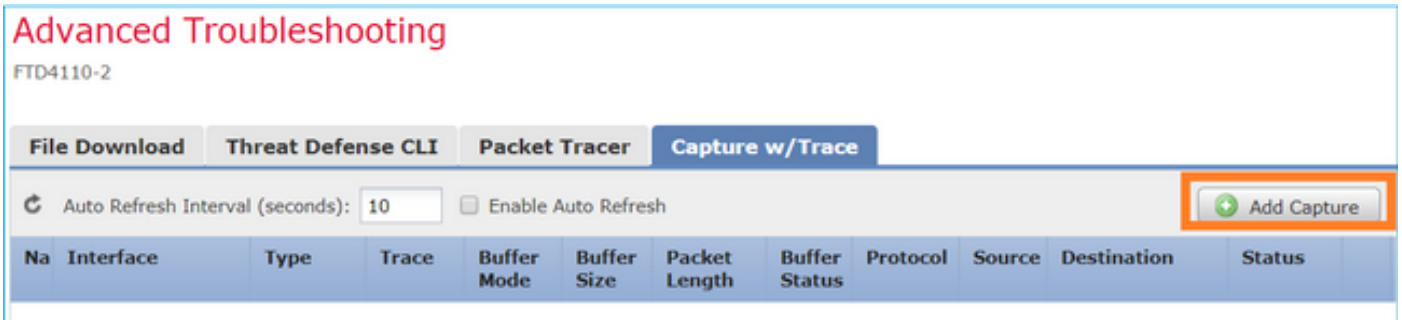 Advanced Troubleshooting
FTD4110-2
File Download Threat Defense CLI Packet Tracer Capture w/Trace
Auto Refresh Interval (seconds): 10 Enable Auto Refresh Add Capture
Na Interface Type Trace Buffer Mode Buffer Size Packet Length Buffer Status Protocol Source Destination Status